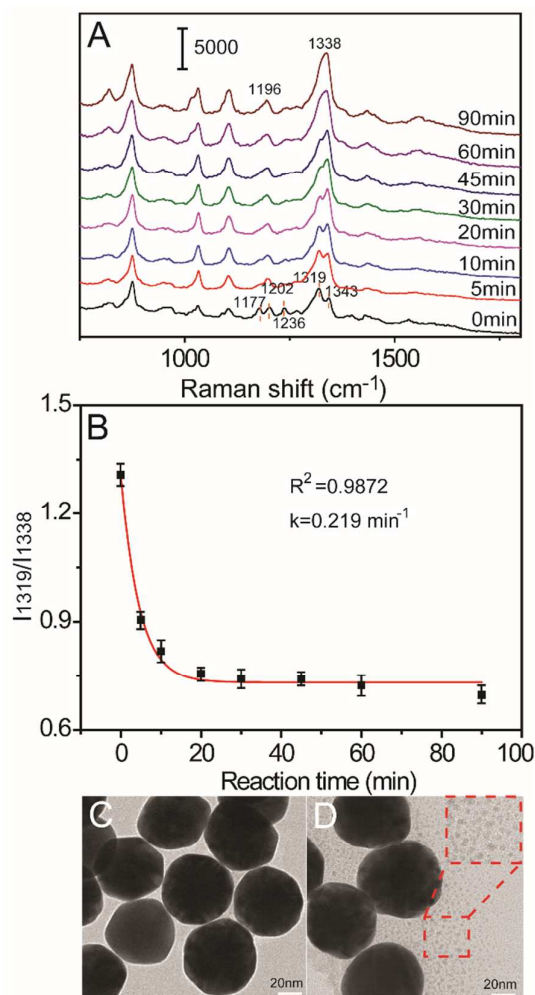 A
5000
1338
1196
90min
60min
45min
30min
20min
10min
5min
0min
1319
1202
1343
1177
1236
1000
1500
Raman shift (cm⁻¹)
B
1.5
1.2
0.9
0.6
R² =0.9872
k=0.219 min⁻¹
I1319/I1338
0
20
40
60
80
100
Reaction time (min)
C
D
20nm
20nm